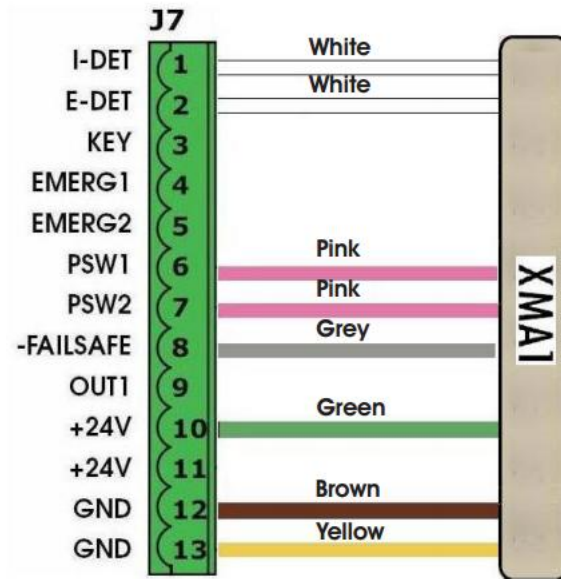 J7
I-DET 1 White
E-DET 2 White
KEY 3
EMERG1 4
EMERG2 5
PSW1 6 Pink
PSW2 7 Pink
-FAILSAFE 8 Grey
OUT1 9
+24V 10 Green
+24V 11
GND 12 Brown
GND 13 Yellow
XMA1